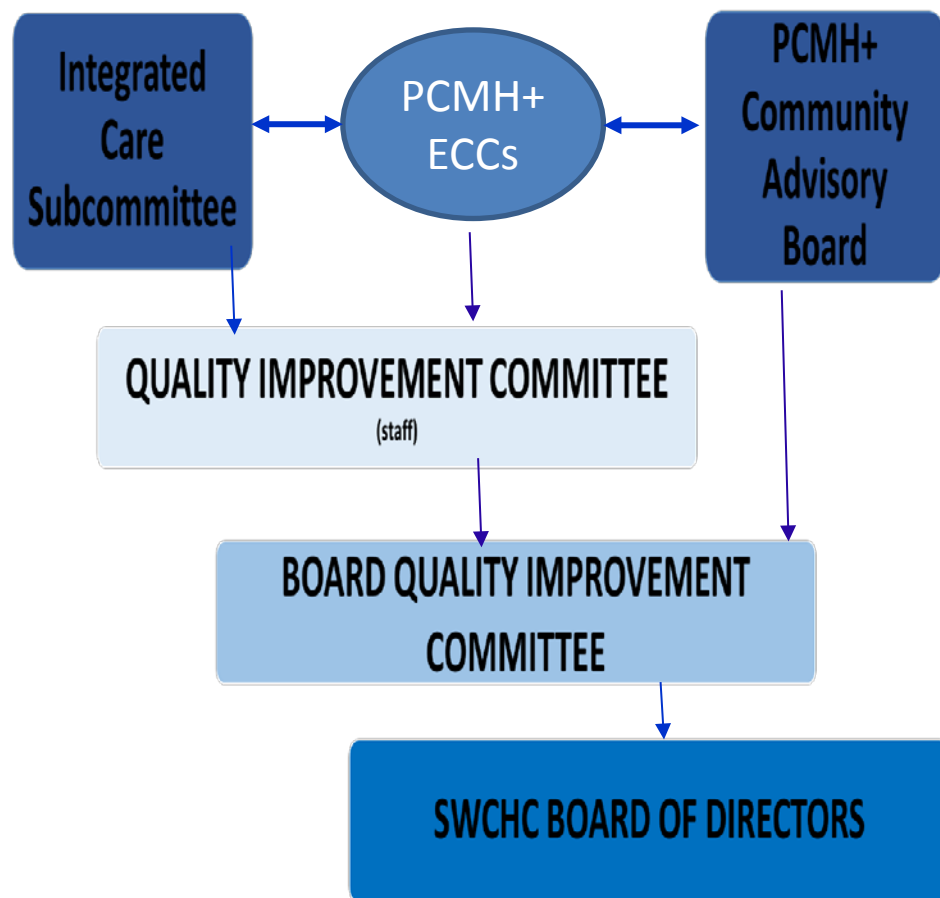 Integrated
Care
Subcommittee
PCMH+
ECCs
PCMH+
Community
Advisory
Board
QUALITY IMPROVEMENT COMMITTEE
(staff)
BOARD QUALITY IMPROVEMENT
COMMITTEE
SWCHC BOARD OF DIRECTORS